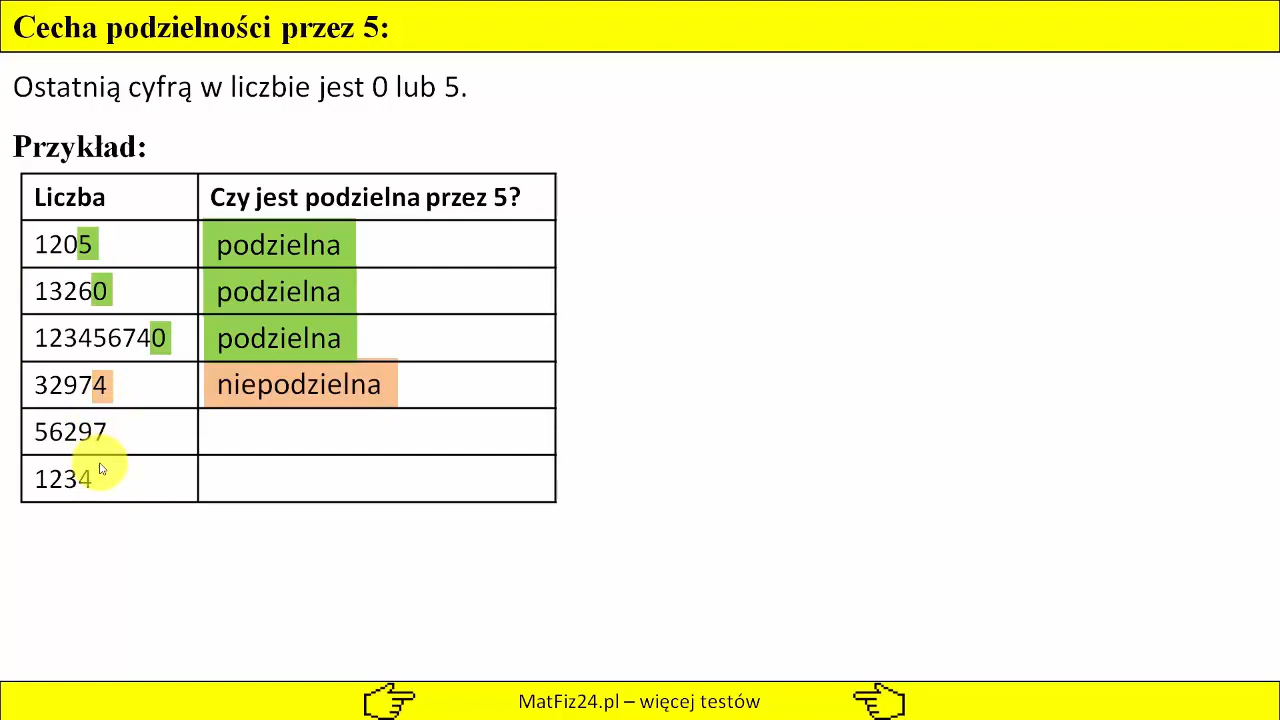 Cecha podzielności przez 5:
Ostatnią cyfrą w liczbie jest 0 lub 5.
Przykład:
Liczba Czy jest podzielna przez 5?
1205 podzielna
13260 podzielna
123456740 podzielna
32974 niepodzielna
56297
1234
MatFiz24.pl – więcej testów